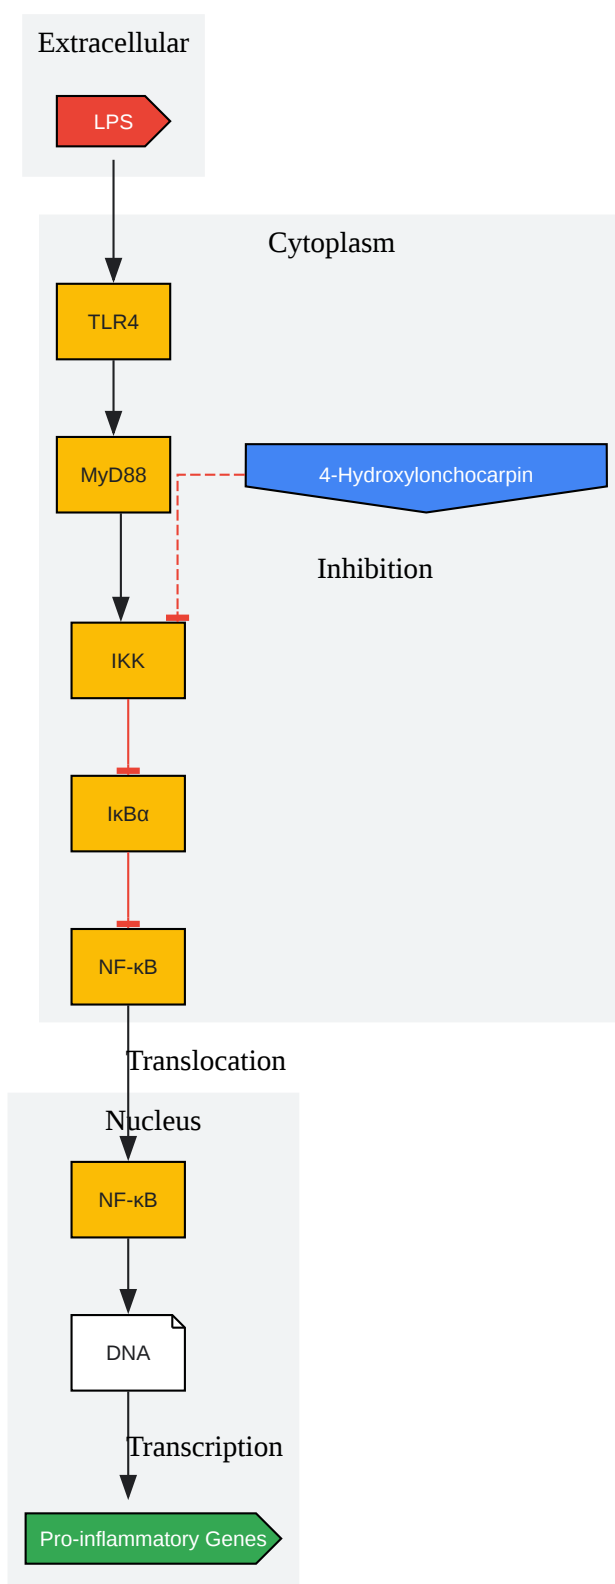 Extracellular
LPS
Cytoplasm
TLR4
MyD88
4-Hydroxylonchocarpin
Inhibition
IKK
IκBα
NF-κB
Translocation
Nucleus
NF-κB
DNA
Transcription
Pro-inflammatory Genes